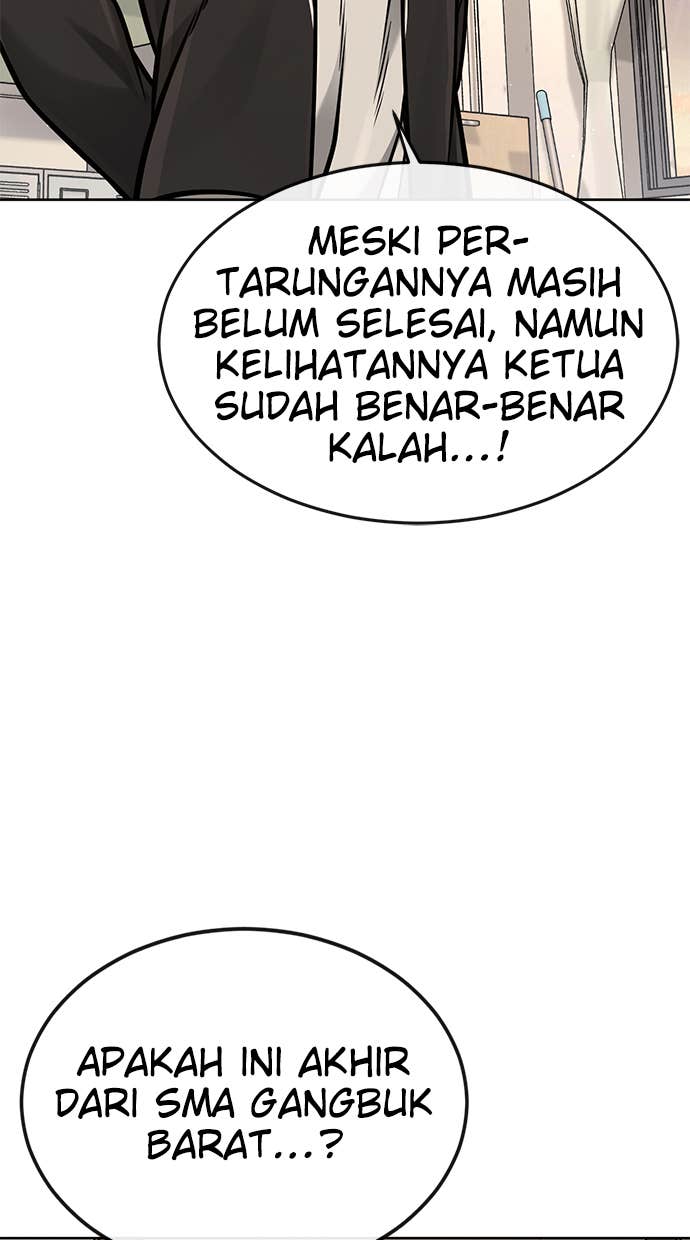 MESKI PER-
TARUNGANNYA MASIH
BELUM SELESAI, NAMUN
KELIHATANNYA KETUA
SUDAH BENAR-BENAR
KALAH...!
APAKAH INI AKHIR
DARI SMA GANGBUK
BARAT...?